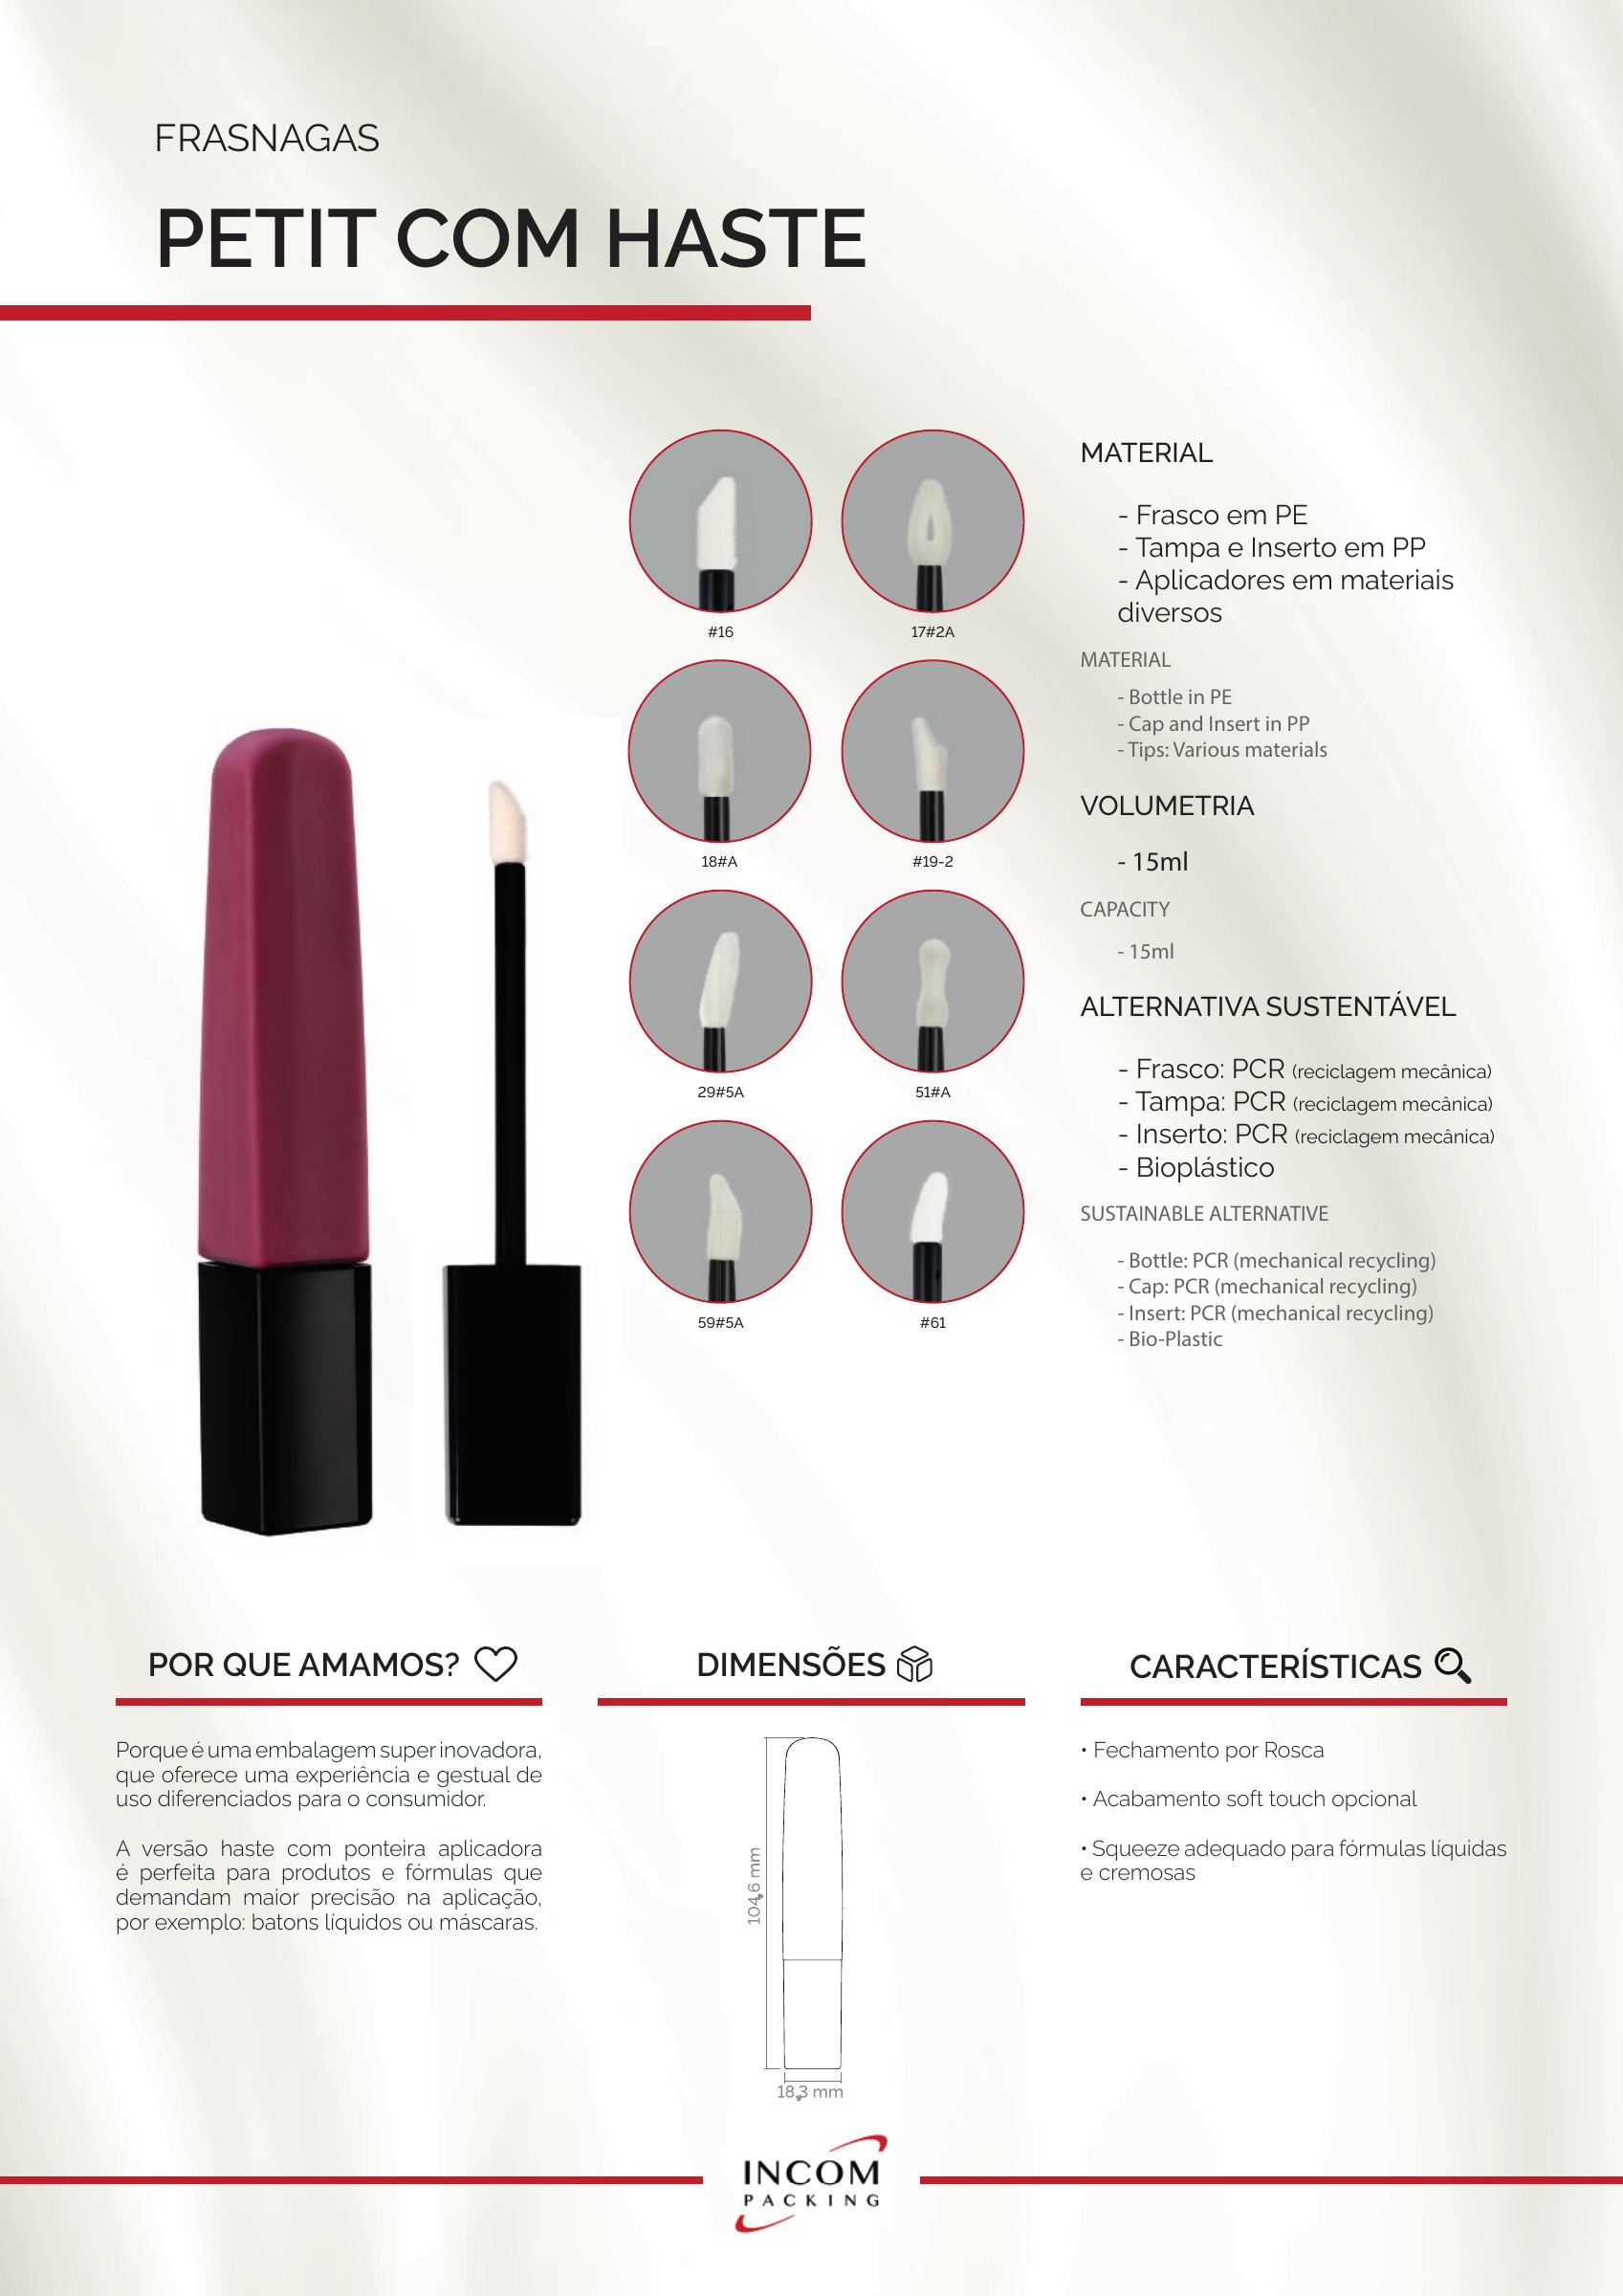 FRASNAGAS
PETIT COM HASTE
#16
17#2A
18#A
#19-2
29#5A
51#A
59#5A
#61
MATERIAL
- Frasco em PE
- Tampa e Inserto em PP
- Aplicadores em materiais
diversos
MATERIAL
- Bottle in PE
- Cap and Insert in PP
- Tips: Various materials
VOLUMETRIA
- 15ml
CAPACITY
- 15ml
ALTERNATIVA SUSTENTÁVEL
- Frasco: PCR (reciclagem mecânica)
- Tampa: PCR (reciclagem mecânica)
- Inserto: PCR (reciclagem mecânica)
- Bioplástico
SUSTAINABLE ALTERNATIVE
- Bottle: PCR (mechanical recycling)
- Cap: PCR (mechanical recycling)
- Insert: PCR (mechanical recycling)
- Bio-Plastic
POR QUE AMAMOS?
Porque é uma embalagem super inovadora,
que oferece uma experiência e gestual de
uso diferenciados para o consumidor.
A versão haste com ponteira aplicadora
é perfeita para produtos e fórmulas que
demandam maior precisão na aplicação,
por exemplo: batons líquidos ou máscaras.
DIMENSÕES
104,6 mm
18,3 mm
CARACTERÍSTICAS
• Fechamento por Rosca
• Acabamento soft touch opcional
• Squeeze adequado para fórmulas líquidas
e cremosas
INCOM
PACKING